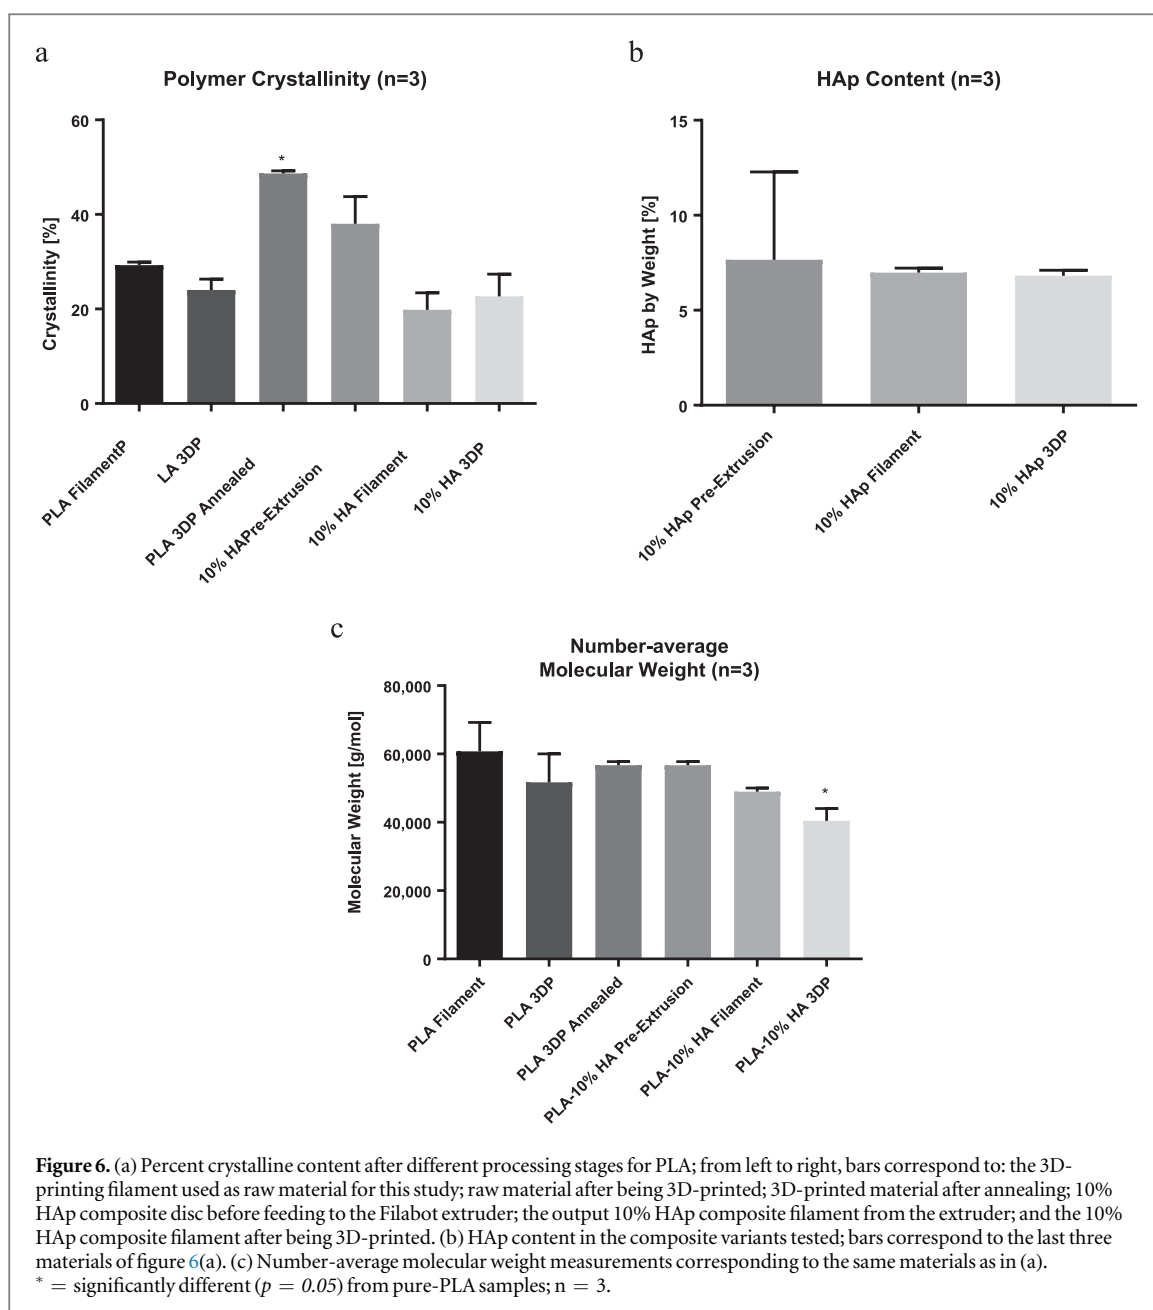 a
Polymer Crystallinity (n=3)
60
40
20
0
Crystallinity [%]
*
PLA FilamentP
LA 3DP
PLA 3DP Annealed
10% HAPre-Extrusion
10% HA Filament
10% HA 3DP
b
HAp Content (n=3)
15
10
5
0
HAp by Weight [%]
10% HAp Pre-Extrusion
10% HAp Filament
10% HAp 3DP
c
Number-average
Molecular Weight (n=3)
80,000
60,000
40,000
20,000
0
Molecular Weight [g/mol]
*
PLA Filament
PLA 3DP
PLA 3DP Annealed
PLA-10% HA Pre-Extrusion
PLA-10% HA Filament
PLA-10% HA 3DP
Figure 6. (a) Percent crystalline content after different processing stages for PLA; from left to right, bars correspond to: the 3D-
printing filament used as raw material for this study; raw material after being 3D-printed; 3D-printed material after annealing; 10%
HAp composite disc before feeding to the Filabot extruder; the output 10% HAp composite filament from the extruder; and the 10%
HAp composite filament after being 3D-printed. (b) HAp content in the composite variants tested; bars correspond to the last three
materials of figure 6(a). (c) Number-average molecular weight measurements corresponding to the same materials as in (a).
* = significantly different (p = 0.05) from pure-PLA samples; n = 3.